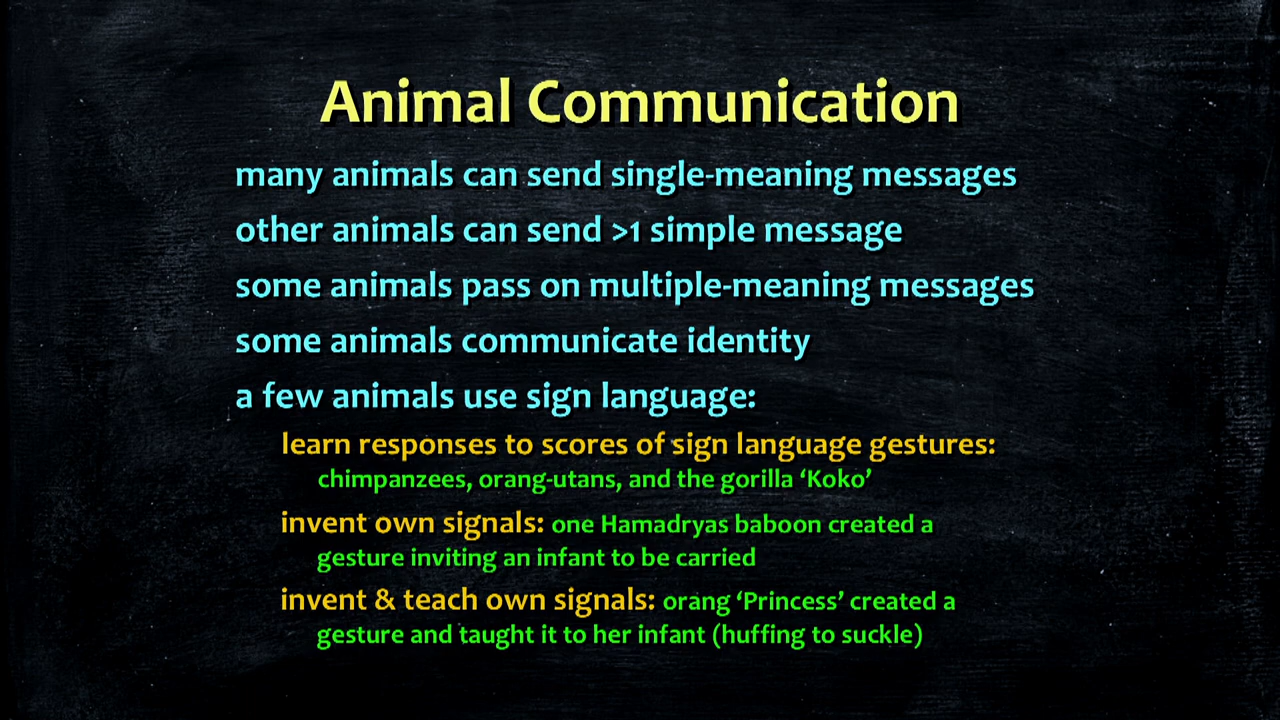 Animal Communication
many animals can send single-meaning messages
other animals can send >1 simple message
some animals pass on multiple-meaning messages
some animals communicate identity
a few animals use sign language:
learn responses to scores of sign language gestures:
chimpanzees, orang-utans, and the gorilla ‘Koko’
invent own signals: one Hamadryas baboon created a
gesture inviting an infant to be carried
invent & teach own signals: orang ‘Princess’ created a
gesture and taught it to her infant (huffing to suckle)